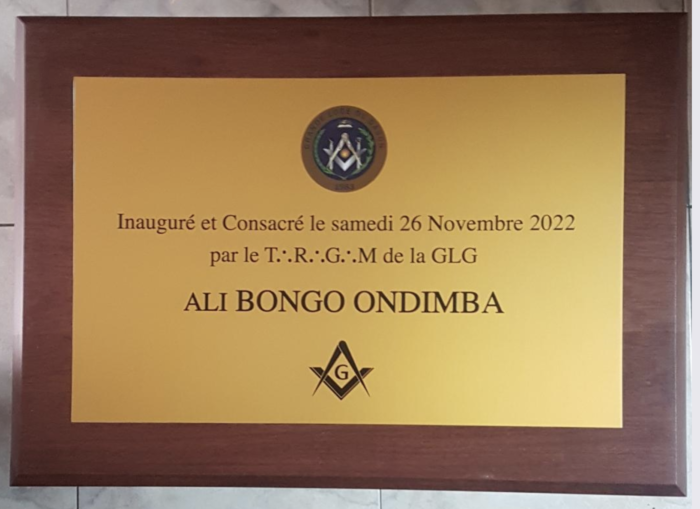 Inauguré et Consacré le samedi 26 Novembre 2022
par le T∴R∴G∴M de la GLG
ALI BONGO ONDIMBA
G